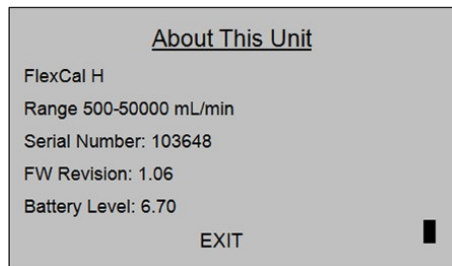 About This Unit
FlexCal H
Range 500-50000 mL/min
Serial Number: 103648
FW Revision: 1.06
Battery Level: 6.70
EXIT